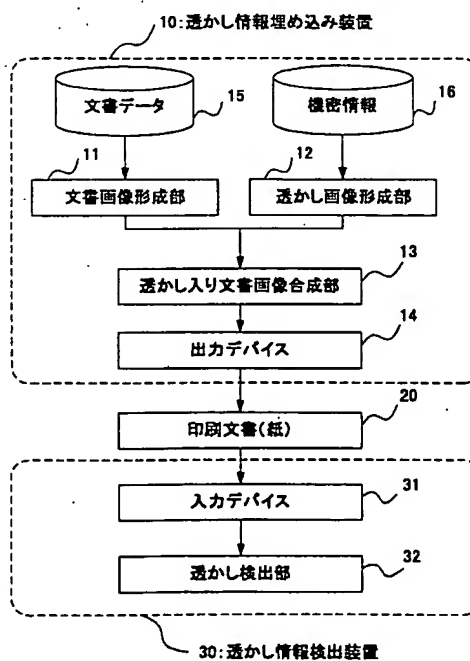 10:透かし情報埋め込み装置
文書データ
15
機密情報
16
11
文書画像形成部
12
透かし画像形成部
13
透かし入り文書画像合成部
14
出力デバイス
20
印刷文書(紙)
31
入力デバイス
32
透かし検出部
30:透かし情報検出装置